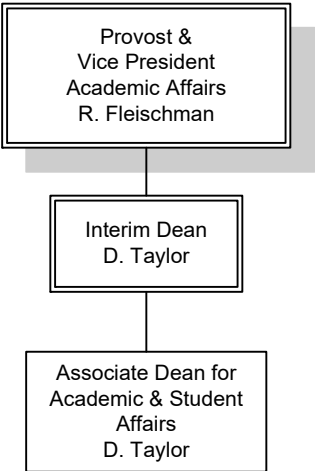 Provost &
Vice President
Academic Affairs
R. Fleischman
Interim Dean
D. Taylor
Associate Dean for
Academic & Student
Affairs
D. Taylor